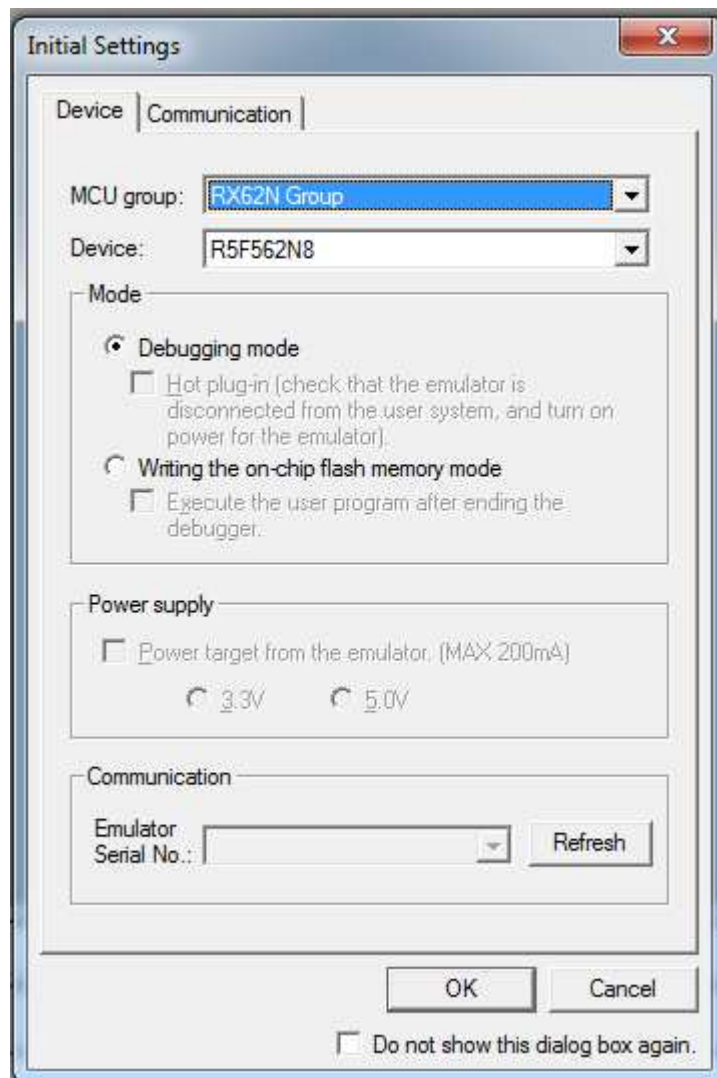 Initial Settings
Device
Communication
MCU group:
RX62N Group
Device:
R5F562N8
Mode
Debugging mode
Hot plug-in (check that the emulator is
disconnected from the user system, and turn on
power for the emulator).
Writing the on-chip flash memory mode
Execute the user program after ending the
debugger.
Power supply
Power target from the emulator. (MAX 200mA)
3.3V
5.0V
Communication
Emulator
Serial No.:
Refresh
OK
Cancel
Do not show this dialog box again.